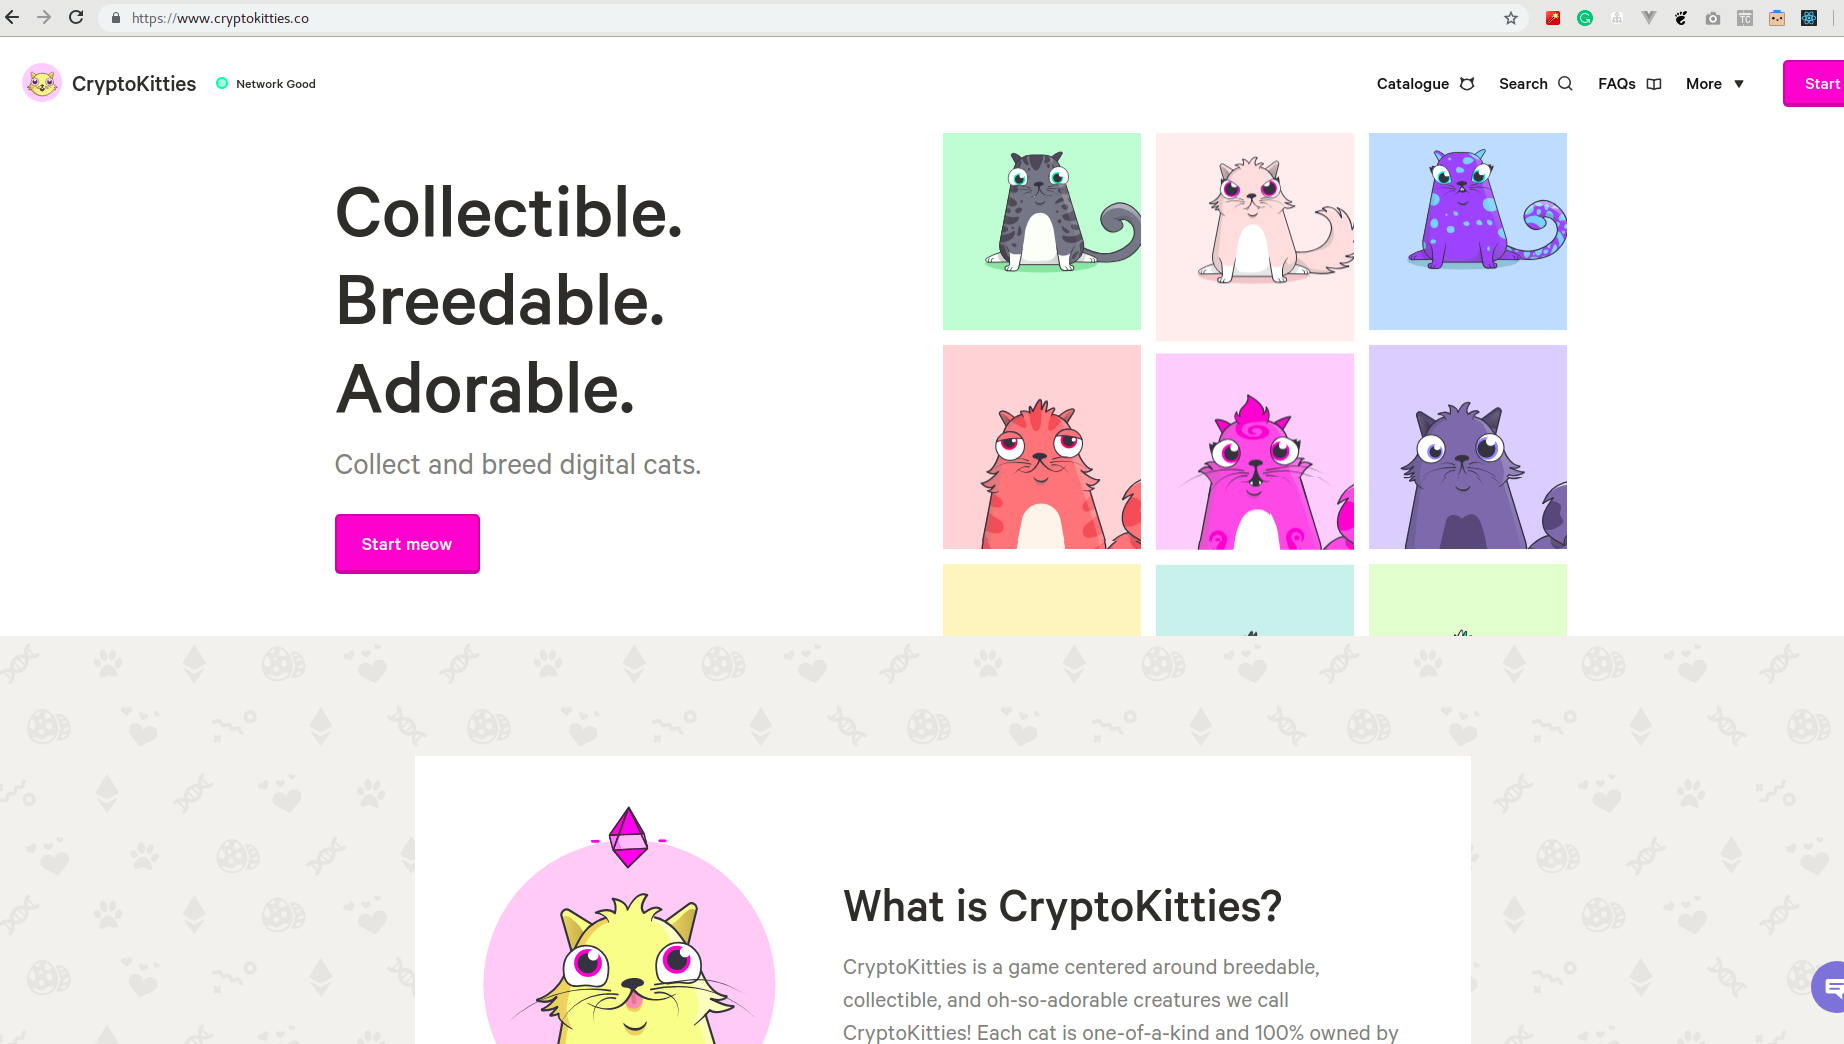 https://www.cryptokitties.co
CryptoKitties
Network Good
Catalogue
Search
FAQs
More
Start
Collectible.
Breedable.
Adorable.
Collect and breed digital cats.
Start meow
What is CryptoKitties?
CryptoKitties is a game centered around breedable,
collectible, and oh-so-adorable creatures we call
CryptoKitties! Each cat is one-of-a-kind and 100% owned by